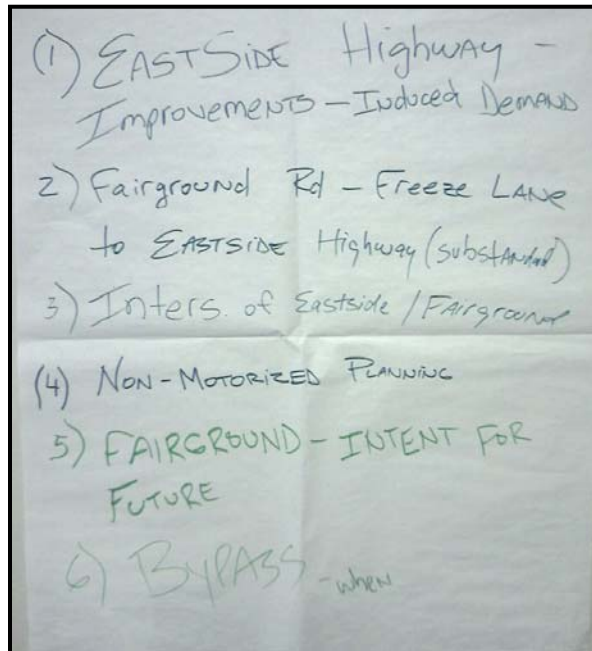 (1) EASTSIDE Highway -
Improvements - Induced Demand
2) Fairground Rd - Freeze LANE
to EASTSIDE Highway (substandard)
3) Inters. of Eastside / FAirground
(4) NON-MOTORIZED PLANNING
5) FAIRGROUND - INTENT FOR
FUTURE
6) BYPASS - when